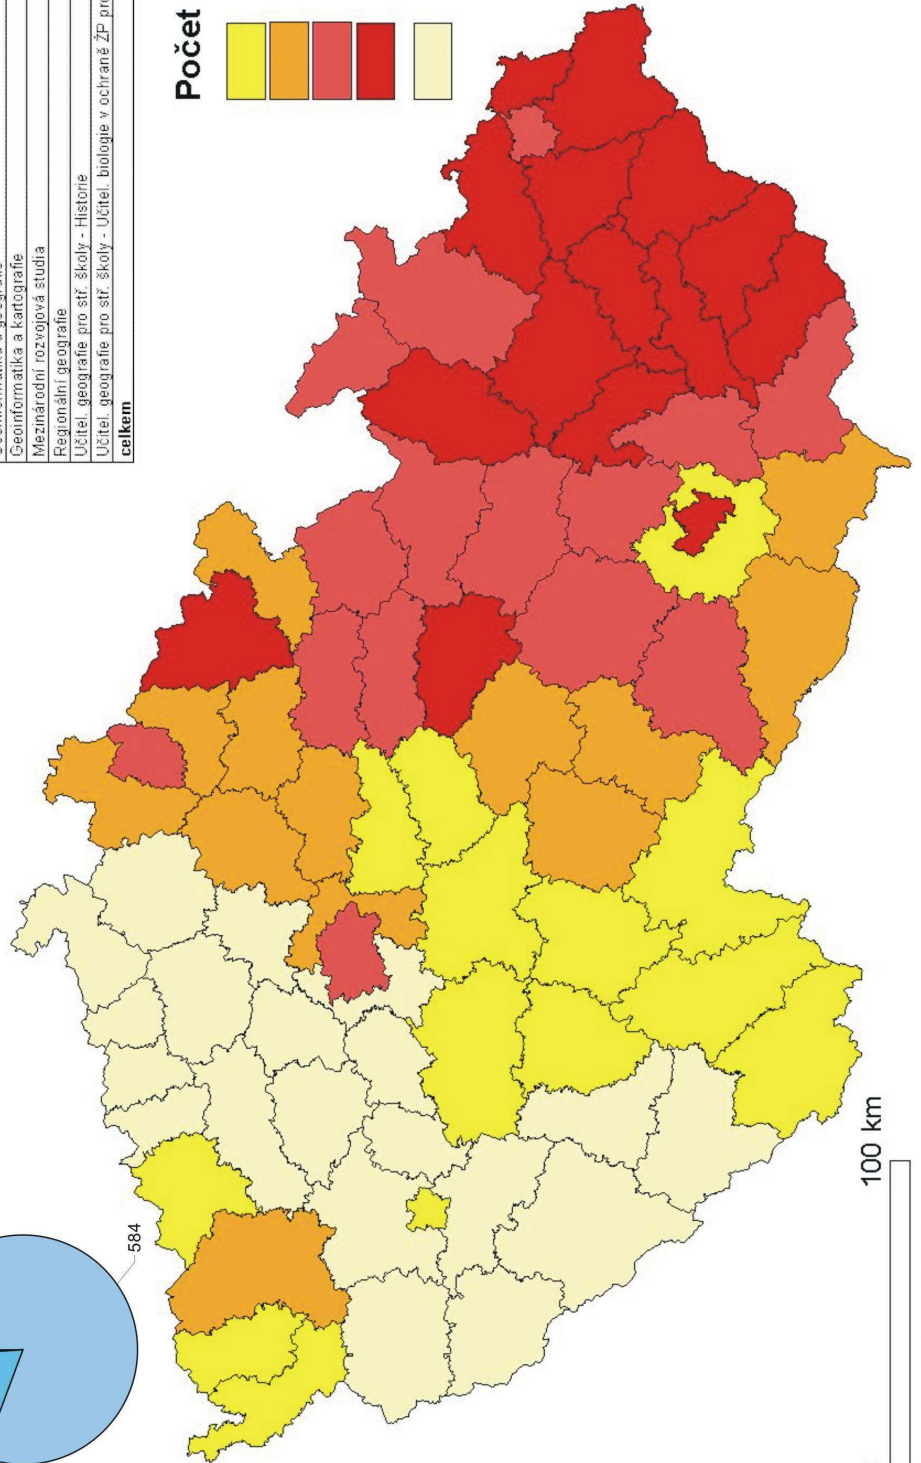 Geoinformatika a kartografie
Mezinárodní rozvojová studia
Regionální geografie
Učitel. geografie pro stř. školy - Historie
Učitel. geografie pro stř. školy - Učitel. biologie v ochraně ŽP pro
celkem
Počet
584
100 km